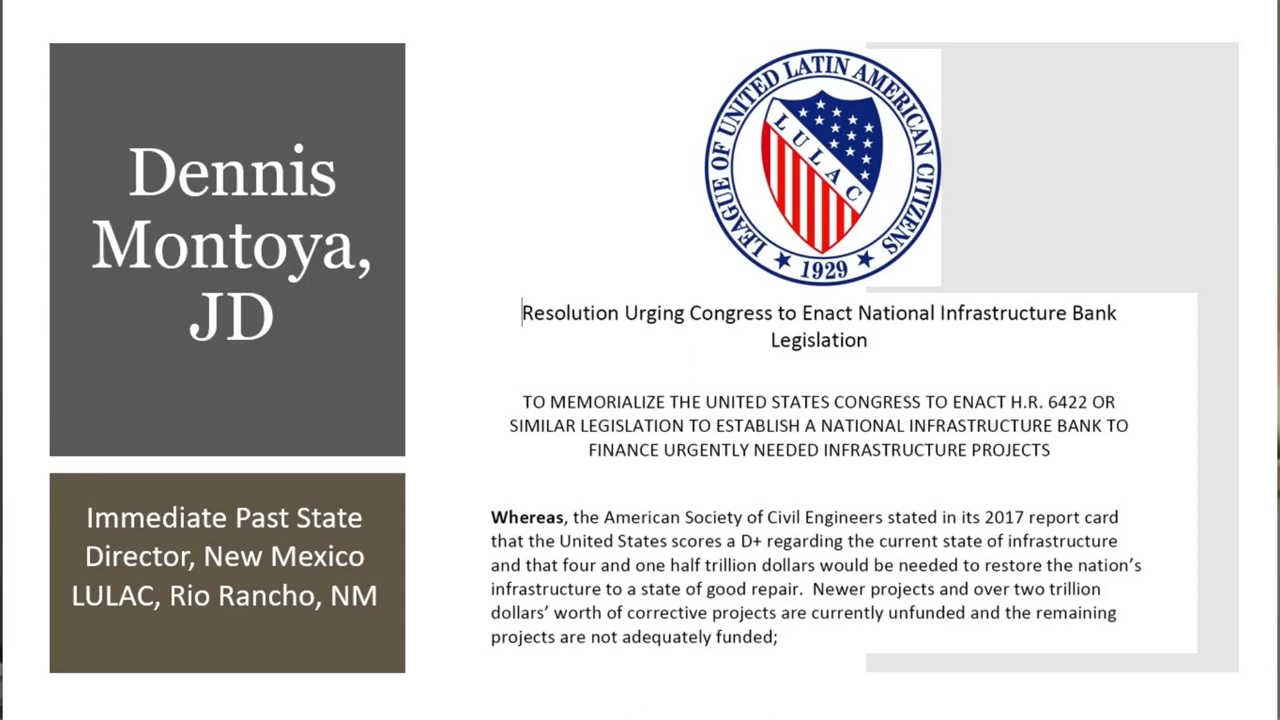 Dennis
Montoya,
JD
Immediate Past State
Director, New Mexico
LULAC, Rio Rancho, NM
LEAGUE OF UNITED LATIN AMERICAN CITIZENS
LULAC
1929
Resolution Urging Congress to Enact National Infrastructure Bank
Legislation
TO MEMORIALIZE THE UNITED STATES CONGRESS TO ENACT H.R. 6422 OR
SIMILAR LEGISLATION TO ESTABLISH A NATIONAL INFRASTRUCTURE BANK TO
FINANCE URGENTLY NEEDED INFRASTRUCTURE PROJECTS
Whereas, the American Society of Civil Engineers stated in its 2017 report card
that the United States scores a D+ regarding the current state of infrastructure
and that four and one half trillion dollars would be needed to restore the nation's
infrastructure to a state of good repair. Newer projects and over two trillion
dollars' worth of corrective projects are currently unfunded and the remaining
projects are not adequately funded;